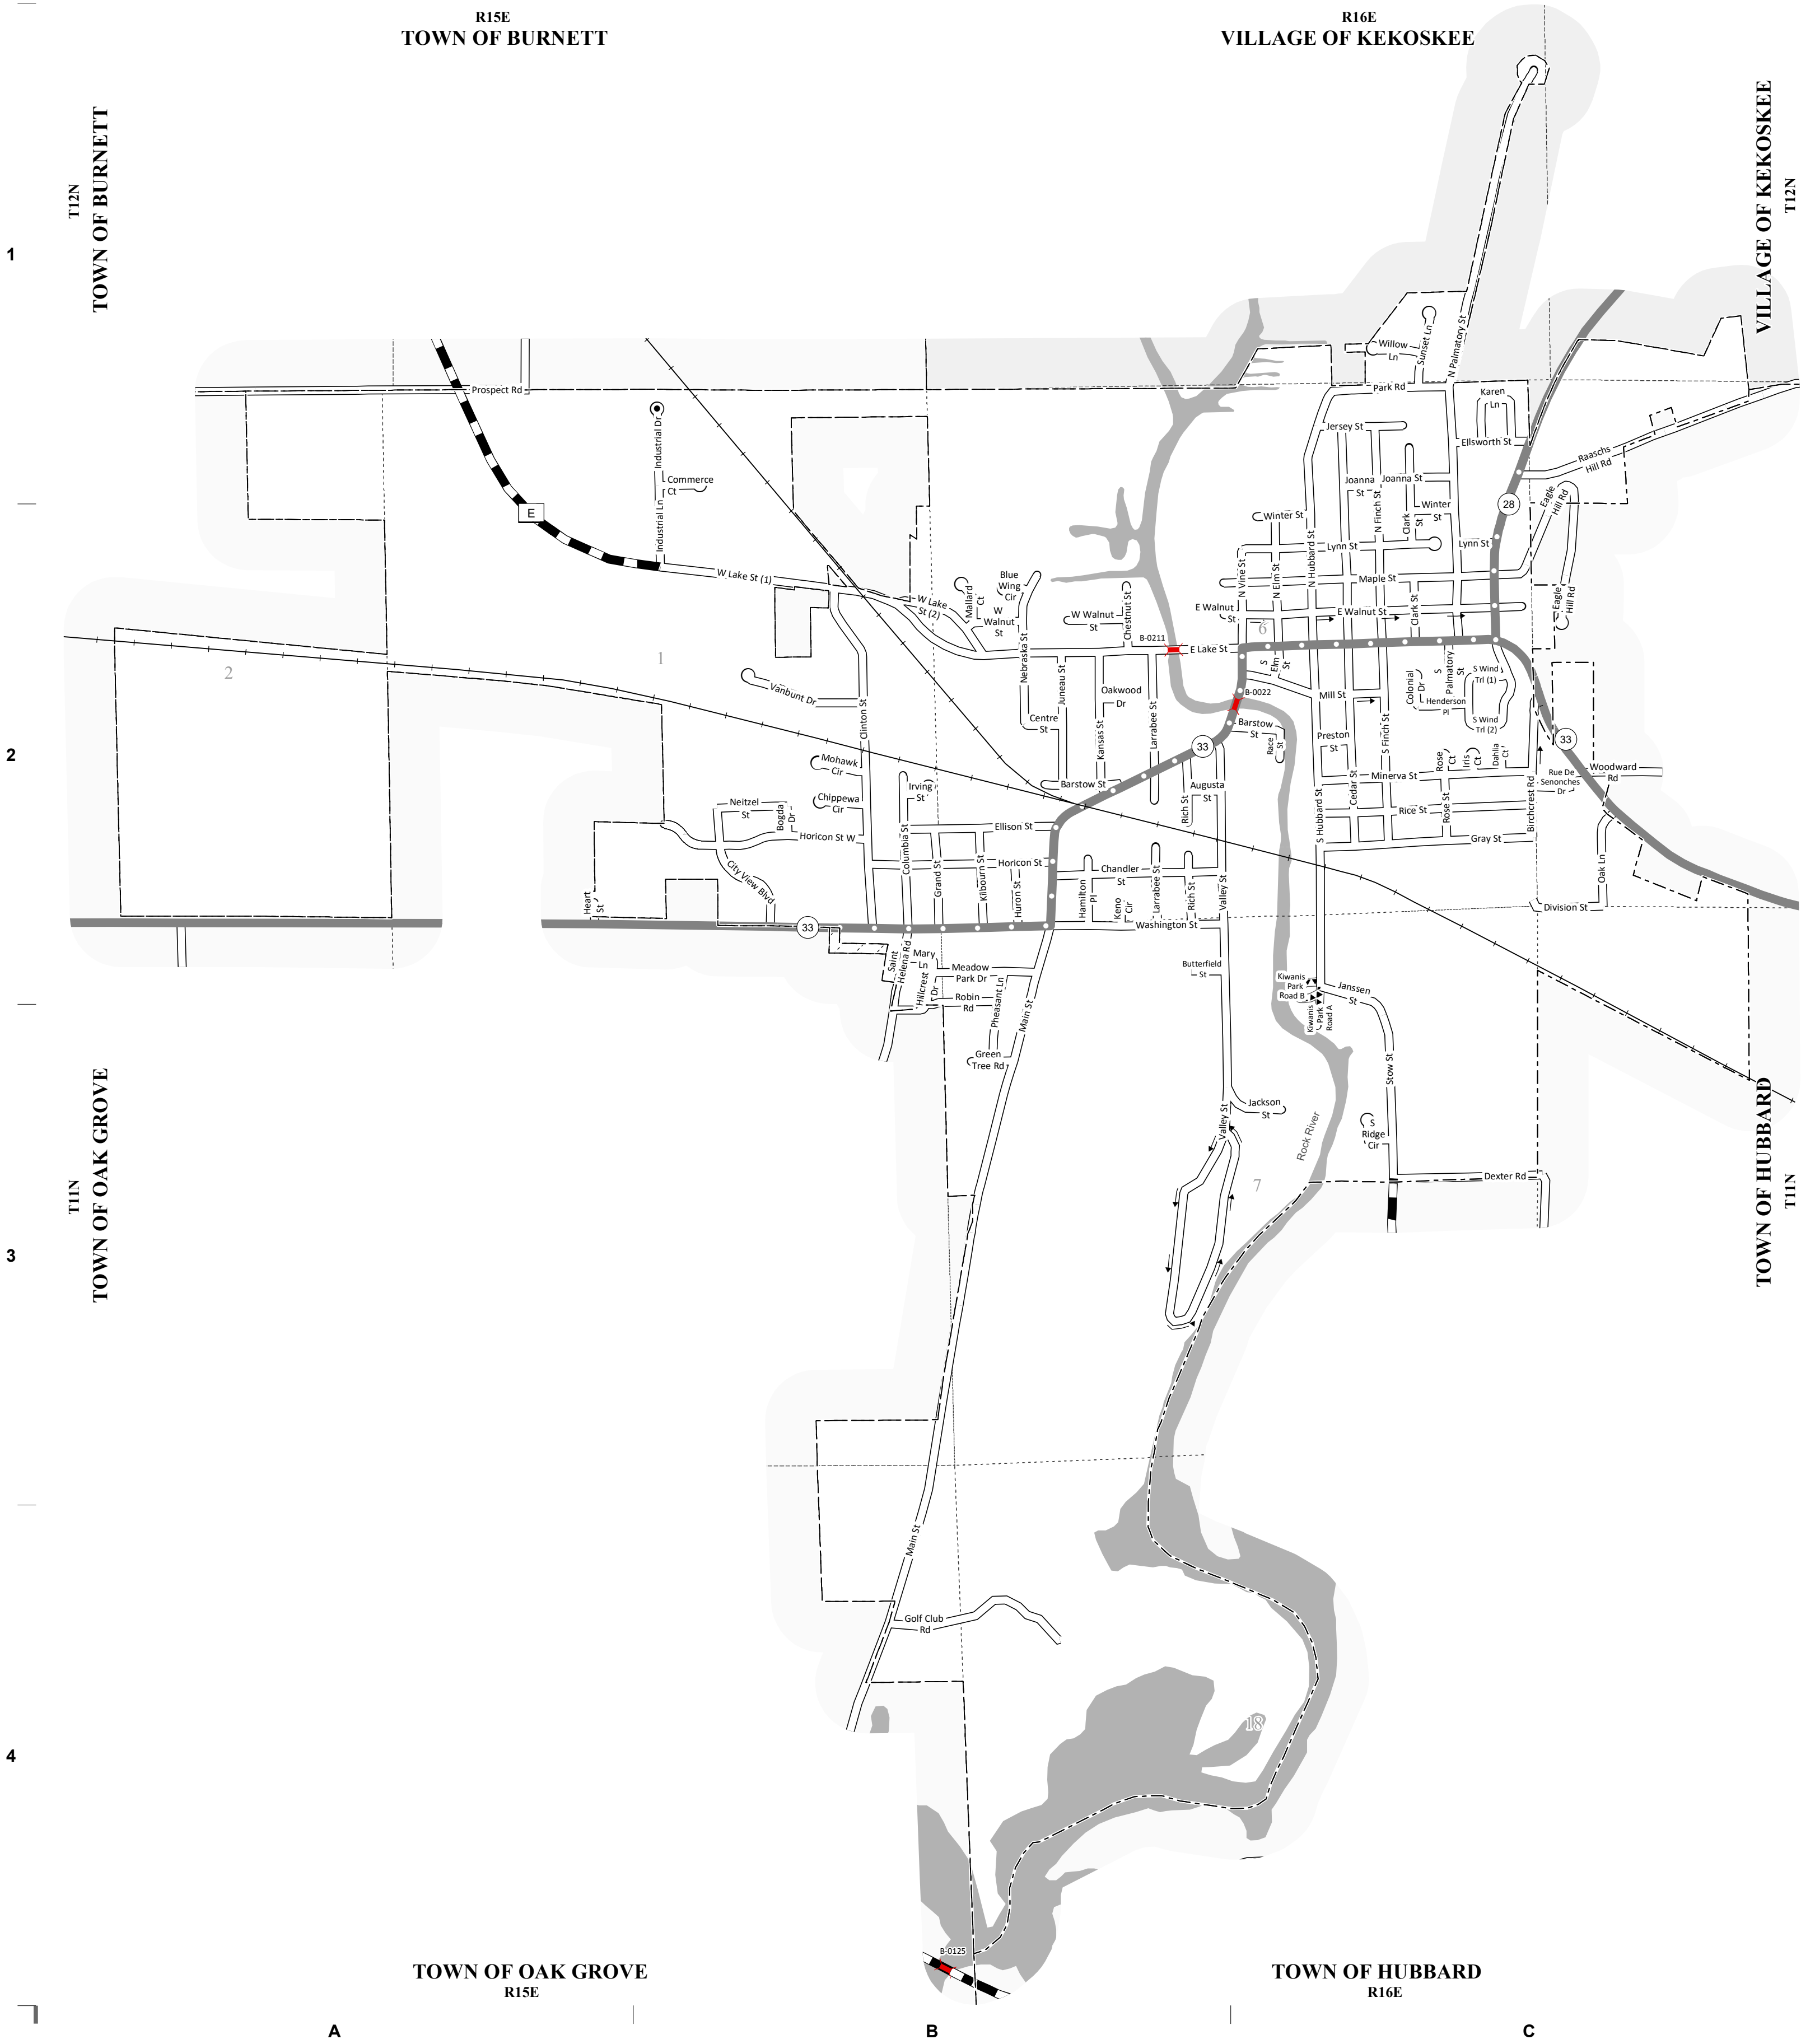 R15E
TOWN OF BURNETT
R16E
VILLAGE OF KEKOSKEE
T12N
TOWN OF BURNETT
VILLAGE OF KEKOSKEE
T12N
1
Willow
Ln
Sunset Ln
N Palmatory St
Prospect Rd
Park Rd
Karen
Ln
Jersey St
Ellsworth St
Raaschs
Hill Rd
Industrial Dr
Commerce
Ct
Joanna
St
Joanna St
E
28
Eagle
Hill Rd
Industrial Ln
Winter St
N Hubbard St
N Finch St
Clark
St
Winter
St
Lynn St
Lynn St
W Lake St (1)
N Vine St
N Elm St
Maple St
Blue
Wing
Cir
Mallard
Ct
W Lake
St (2)
W
Walnut
St
W Walnut
St
Chestnut St
E Walnut
St
E Walnut St
Clark St
Eagle
Hill Rd
6
B-0211
E Lake St
2
1
Nebraska St
Juneau St
S
Elm
St
Colonial
Dr
S
Palmatory
St
S Wind
Trl (1)
Vanbunt Dr
Oakwood
Dr
B-0022
Mill St
Henderson
Pl
Clinton St
Centre
St
Kansas St
Larrabee St
Barstow
St
Race
St
Preston
St
S Finch St
S Wind
Trl (2)
2
33
33
Mohawk
Cir
Rose
Ct
Iris
Ct
Dahlia
Ct
Minerva St
Woodward
Rd
Rue De
Senonches
Dr
Irving
St
Barstow St
Augusta
St
Cedar St
Neitzel
St
Bogda
Dr
Chippewa
Cir
Rich St
S Hubbard St
Rice St
Rose St
Birchcrest Rd
Horicon St W
Columbia St
Ellison St
Gray St
City View Blvd
Grand St
Kilbourn St
Horicon St
Chandler
St
Oak Ln
Heart
St
Huron St
Hamilton
Pl
Keno
Cir
Larrabee St
Rich St
Valley St
Division St
33
Washington St
Saint
Helena Rd
Mary
Ln
Meadow
Park Dr
Butterfield
St
Kiwanis
Park
Road B
Janssen
St
Hillcrest
Dr
Robin
Rd
Pheasant Ln
Main St
Kiwanis
Park
Road A
Green
Tree Rd
Stow St
Jackson
St
Valley St
Rock River
S
Ridge
Cir
T11N
TOWN OF OAK GROVE
7
Dexter Rd
TOWN OF HUBBARD
T11N
3
Main St
Golf Club
Rd
18
4
B-0125
TOWN OF OAK GROVE
R15E
TOWN OF HUBBARD
R16E
A
B
C